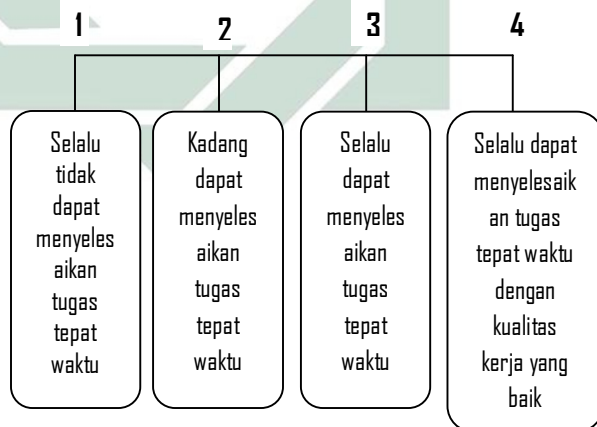 1
2
3
4
Selalu
tidak
dapat
menyeles
aikan
tugas
tepat
waktu
Kadang
dapat
menyeles
aikan
tugas
tepat
waktu
Selalu
dapat
menyeles
aikan
tugas
tepat
waktu
Selalu dapat
menyelesaik
an tugas
tepat waktu
dengan
kualitas
kerja yang
baik